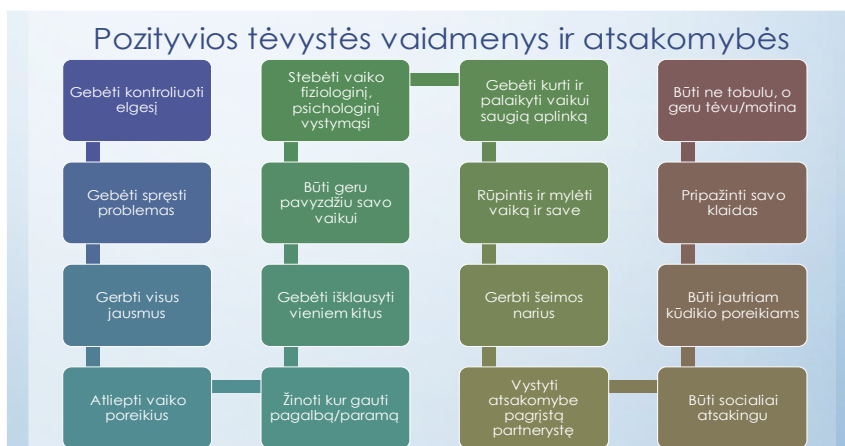 Pozityvios tėvystės vaidmenys ir atsakomybės
Gebėti kontroliuoti
elgesį
Gebėti spręsti
problemas
Gerbti visus
jausmus
Atliepti vaiko
poreikius
Žinoti kur gauti
pagalbą/paramą
Gebėti išklausyti
vieniem kitus
Būti geru
pavyzdžiu savo
vaikui
Stebėti vaiko
fiziologinį,
psichologinį
vystymąsi
Gebėti kurti ir
palaikyti vaikui
saugią aplinką
Rūpintis ir mylėti
vaiką ir save
Gerbti šeimos
narius
Vystyti
atsakomybe
pagrįstą
partnerystę
Būti socialiai
atsakingu
Būti jautriam
kūdikio poreikiams
Pripažinti savo
klaidas
Būti ne tobulu, o
geru tėvu/motina